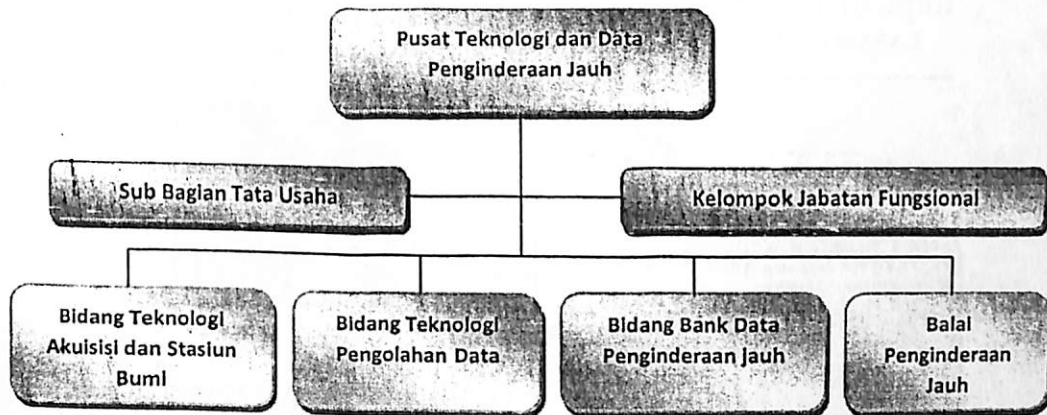 Pusat Teknologi dan Data
Penginderaan Jauh
Sub Bagian Tata Usaha
Kelompok Jabatan Fungsional
Bidang Teknologi
Akuisisi dan Stasiun
Bumi
Bidang Teknologi
Pengolahan Data
Bidang Bank Data
Penginderaan Jauh
Balai
Penginderaan
Jauh